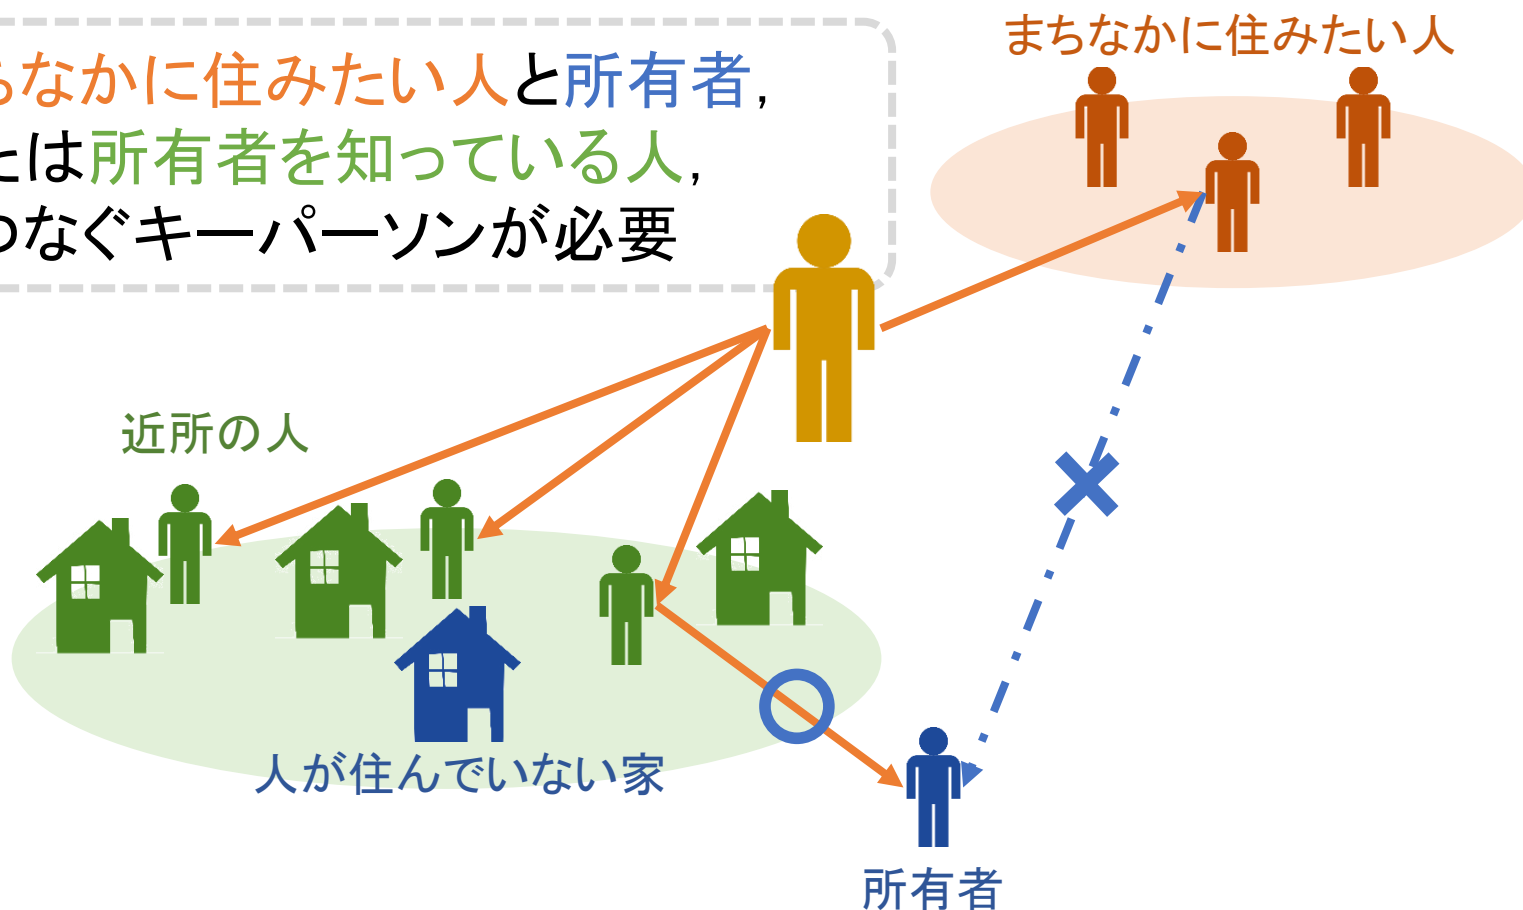 ちなかに住みたい人と所有者,
たは所有者を知っている人,
つなぐキーパーソンが必要
まちなかに住みたい人
近所の人
人が住んでいない家
所有者